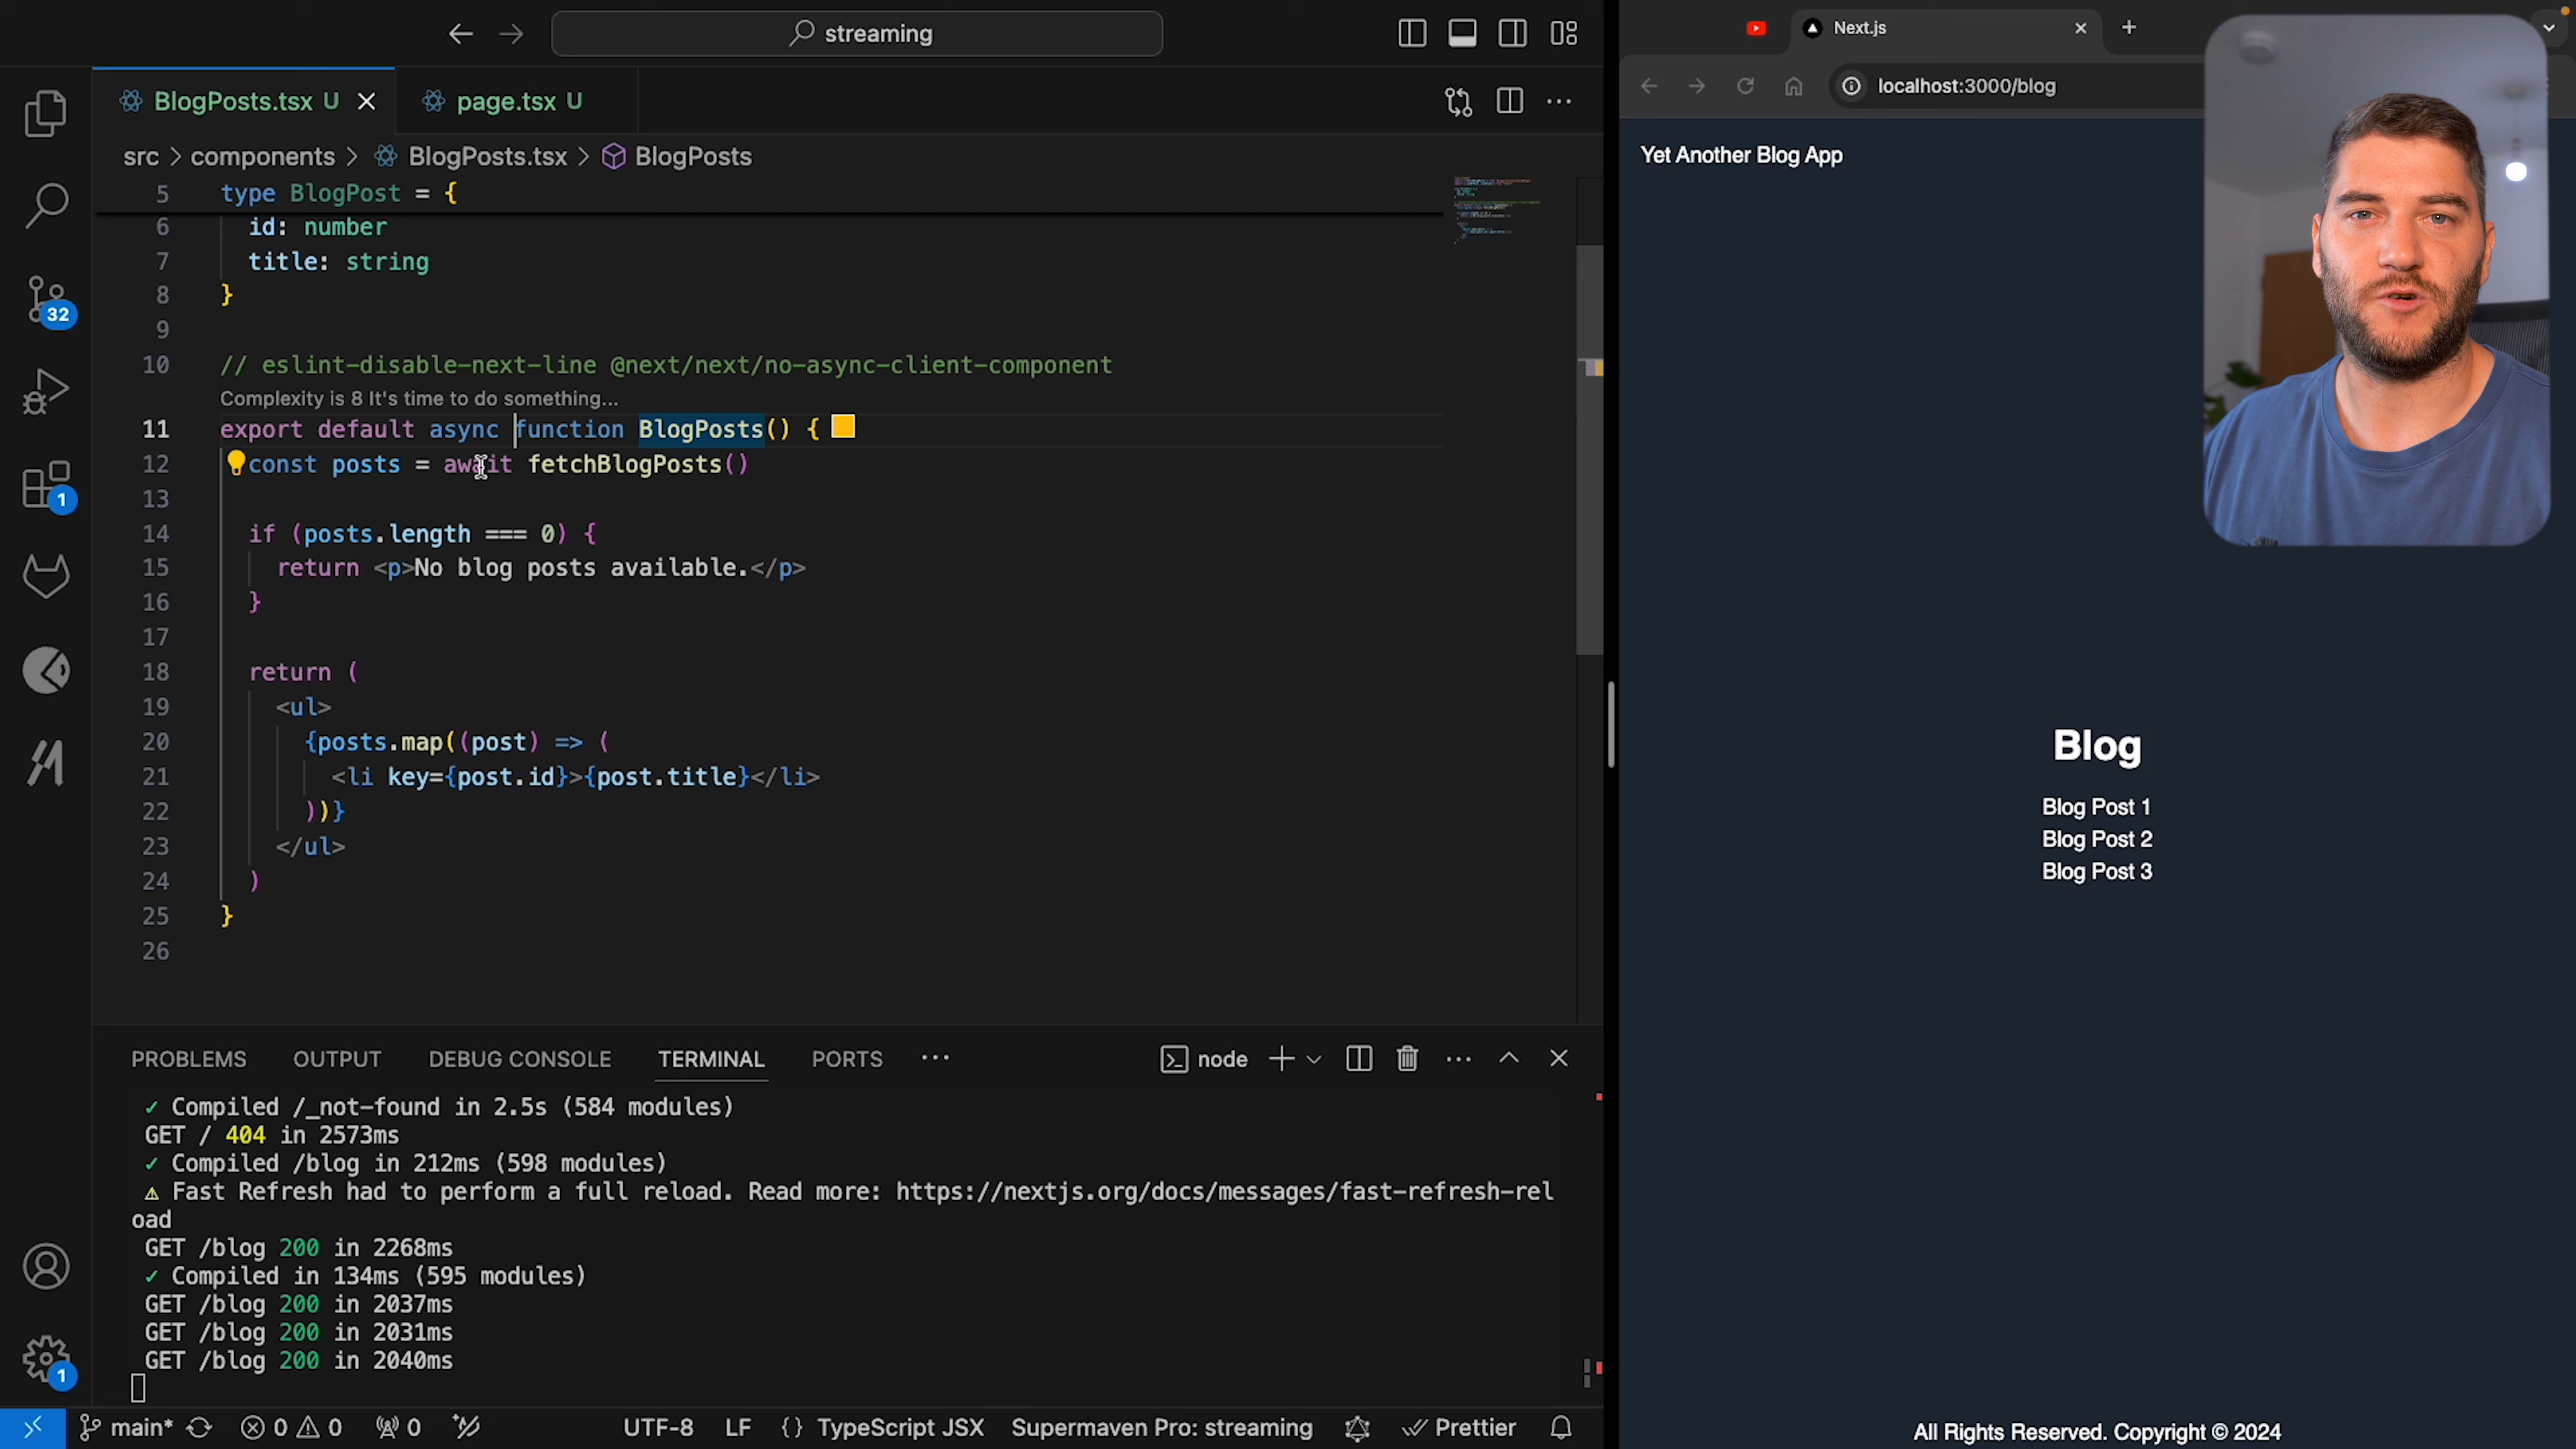 streaming
BlogPosts.tsx U
page.tsx U
src > components > BlogPosts.tsx > BlogPosts
5 type BlogPost = {
6 id: number
7 title: string
8 }
9
10 // eslint-disable-next-line @next/next/no-async-client-component
Complexity is 8 It's time to do something...
11 export default async function BlogPosts() {
12 const posts = await fetchBlogPosts()
13
14 if (posts.length === 0) {
15 return <p>No blog posts available.</p>
16 }
17
18 return (
19 <ul>
20 {posts.map((post) => (
21 <li key={post.id}>{post.title}</li>
22 ))}
23 </ul>
24 )
25 }
26
32
1
1
PROBLEMS OUTPUT DEBUG CONSOLE TERMINAL PORTS ...
node
✓ Compiled /_not-found in 2.5s (584 modules)
GET / 404 in 2573ms
✓ Compiled /blog in 212ms (598 modules)
⚠ Fast Refresh had to perform a full reload. Read more: https://nextjs.org/docs/messages/fast-refresh-rel
oad
GET /blog 200 in 2268ms
✓ Compiled in 134ms (595 modules)
GET /blog 200 in 2037ms
GET /blog 200 in 2031ms
GET /blog 200 in 2040ms
main* 0 0 0 UTF-8 LF {} TypeScript JSX Supermaven Pro: streaming Prettier
Next.js
localhost:3000/blog
Yet Another Blog App
Blog
Blog Post 1
Blog Post 2
Blog Post 3
All Rights Reserved. Copyright © 2024